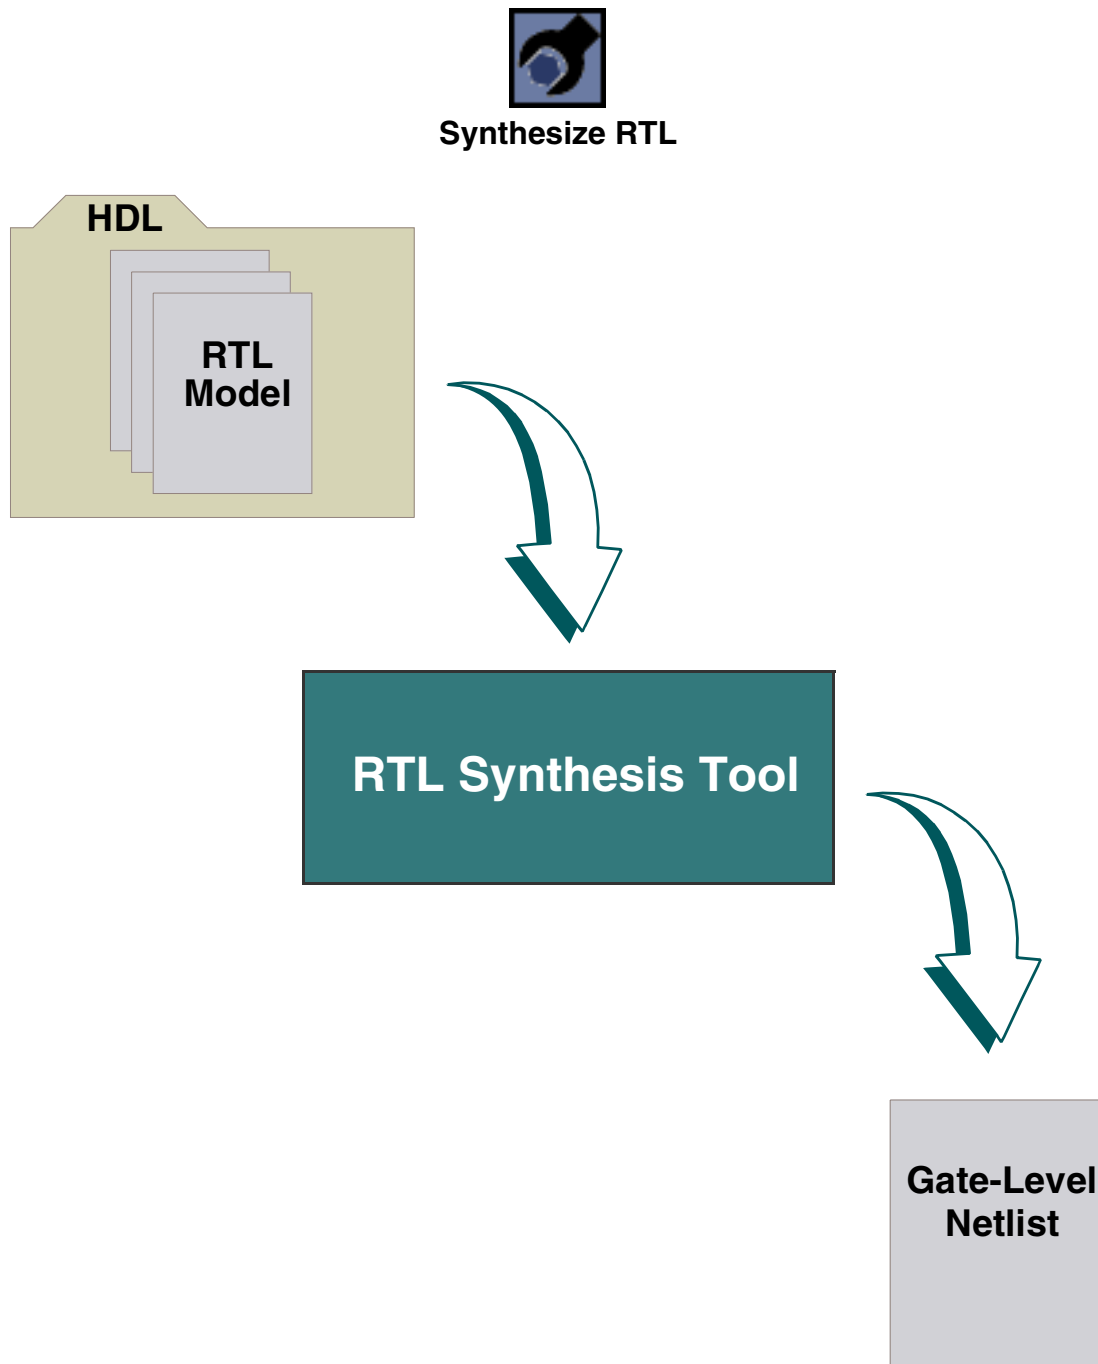 Synthesize RTL
HDL
RTL
Model
RTL Synthesis Tool
Gate-Level
Netlist